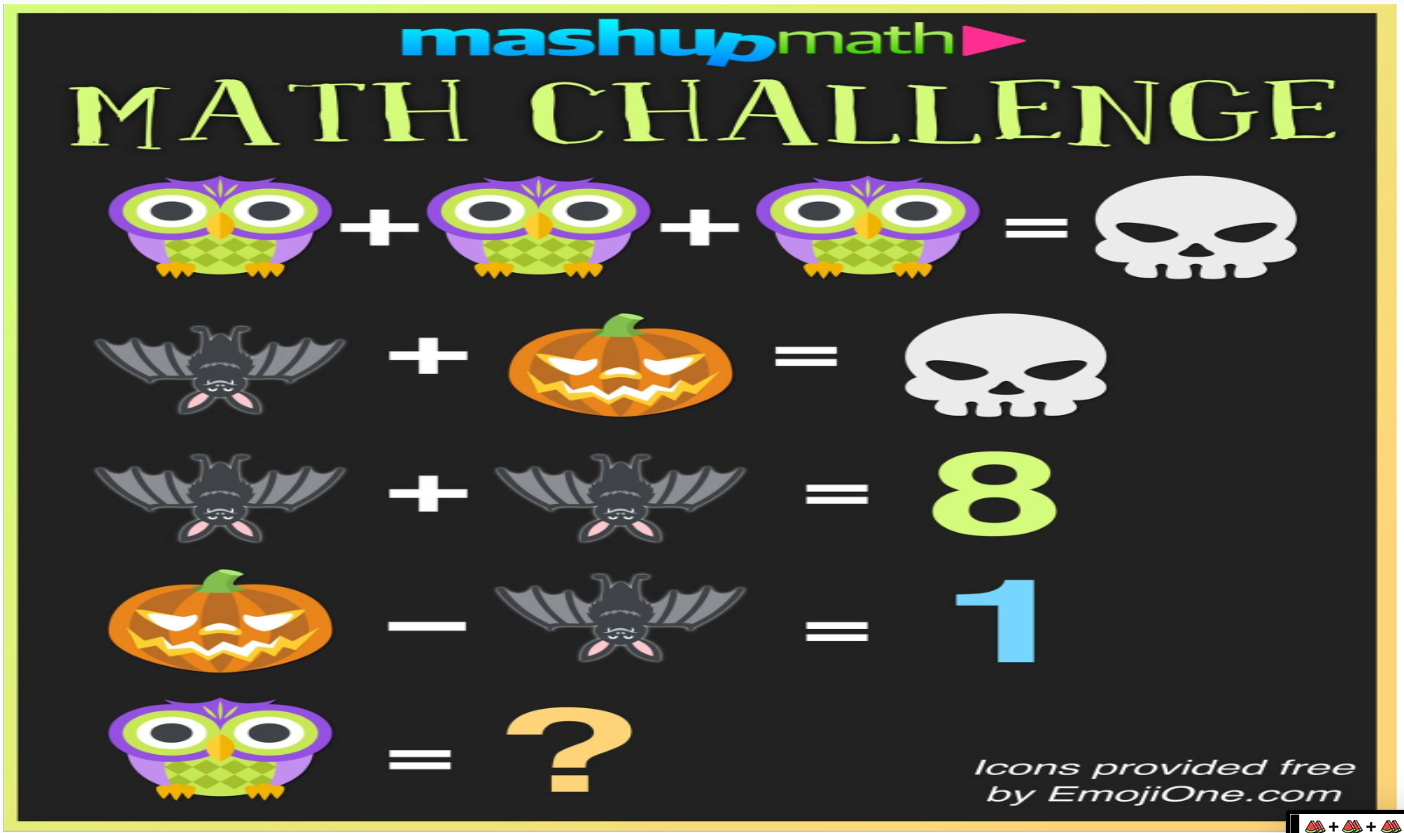 mashupmath
MATH CHALLENGE
+ + =
+ =
+ = 8
- = 1
= ?
Icons provided free
by EmojiOne.com
+ +